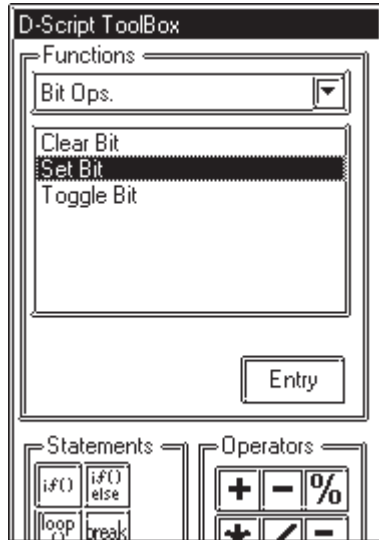 D-Script ToolBox
Functions
Bit Ops.
Clear Bit
Set Bit
Toggle Bit
Entry
Statements
Operators
if()
if()
else
+ - %
loop
()
break